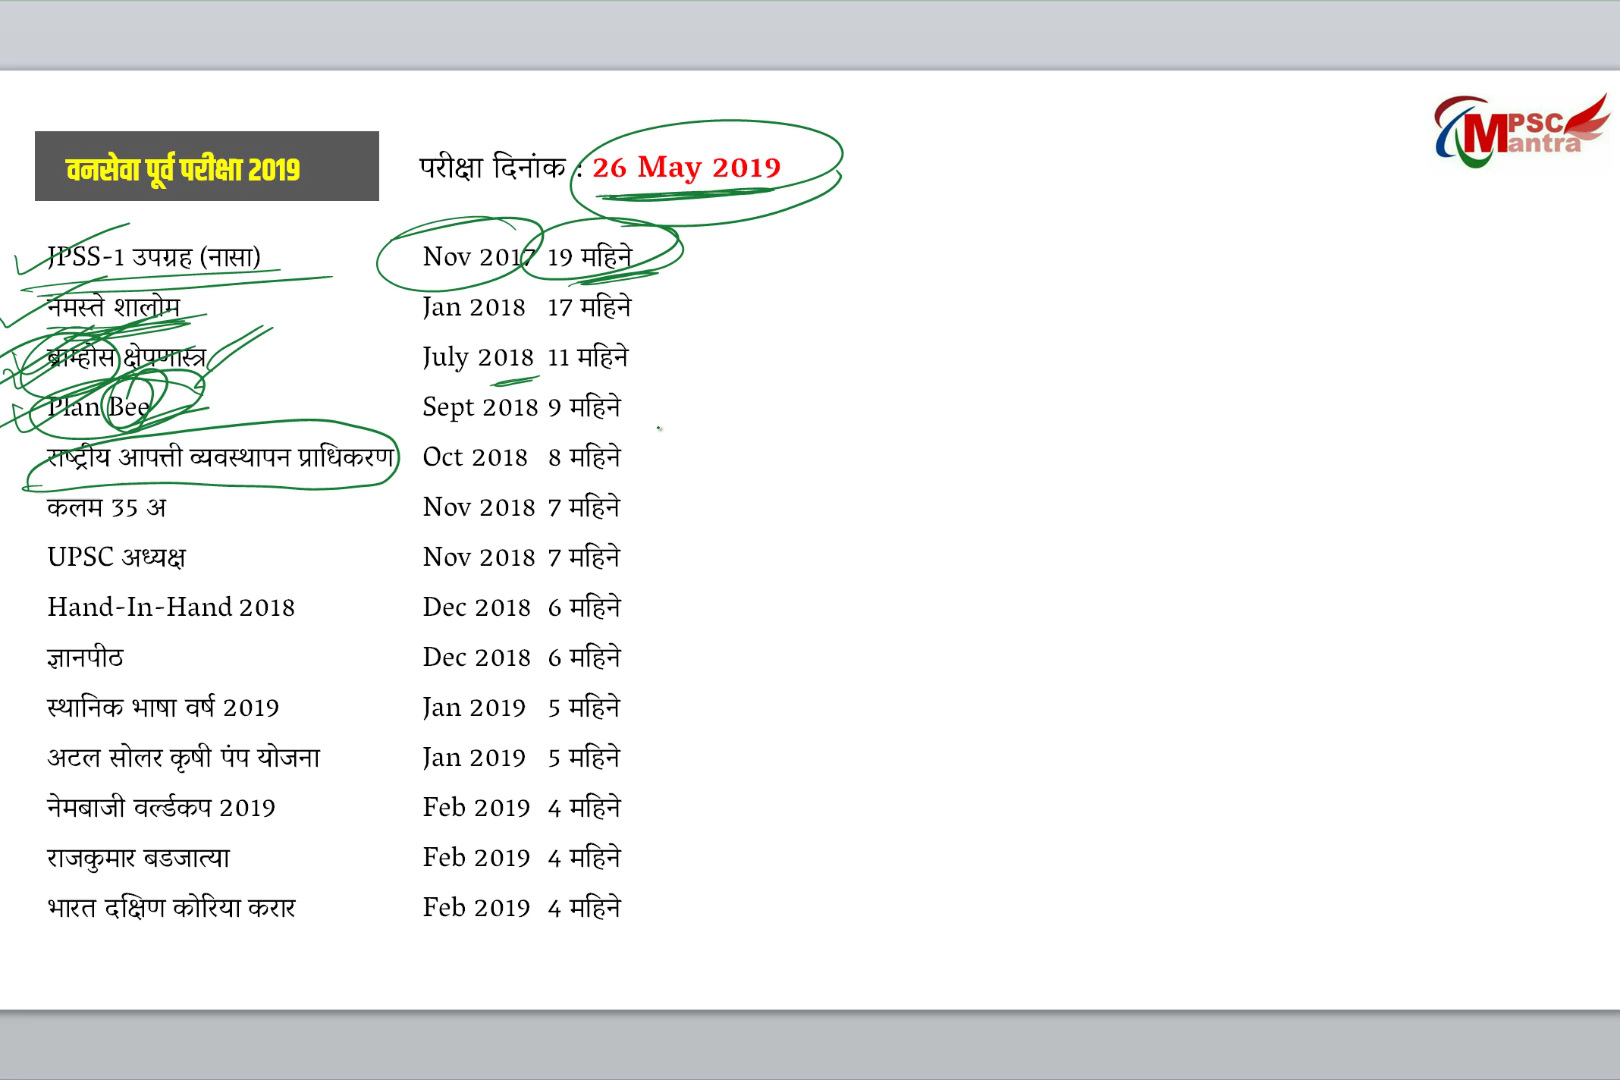 MPSC Mantra
वनसेवा पूर्व परीक्षा 2019 परीक्षा दिनांक : 26 May 2019
JPSS-1 उपग्रह (नासा) Nov 2017 19 महिने
नमस्ते शालोम Jan 2018 17 महिने
ब्राम्होस क्षेपणास्त्र July 2018 11 महिने
Plan Bee Sept 2018 9 महिने
राष्ट्रीय आपत्ती व्यवस्थापन प्राधिकरण Oct 2018 8 महिने
कलम 35 अ Nov 2018 7 महिने
UPSC अध्यक्ष Nov 2018 7 महिने
Hand-In-Hand 2018 Dec 2018 6 महिने
ज्ञानपीठ Dec 2018 6 महिने
स्थानिक भाषा वर्ष 2019 Jan 2019 5 महिने
अटल सोलर कृषी पंप योजना Jan 2019 5 महिने
नेमबाजी वर्ल्डकप 2019 Feb 2019 4 महिने
राजकुमार बडजात्या Feb 2019 4 महिने
भारत दक्षिण कोरिया करार Feb 2019 4 महिने